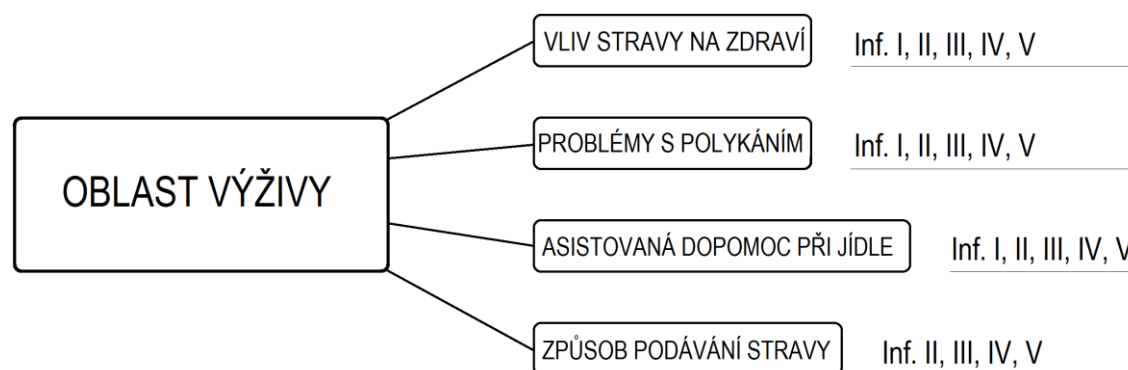 VLIV STRAVY NA ZDRAVÍ Inf. I, II, III, IV, V
PROBLÉMY S POLYKÁNÍM Inf. I, II, III, IV, V
OBLAST VÝŽIVY
ASISTOVANÁ DOPOMOC PŘI JÍDLE Inf. I, II, III, IV, V
ZPŮSOB PODÁVÁNÍ STRAVY Inf. II, III, IV, V